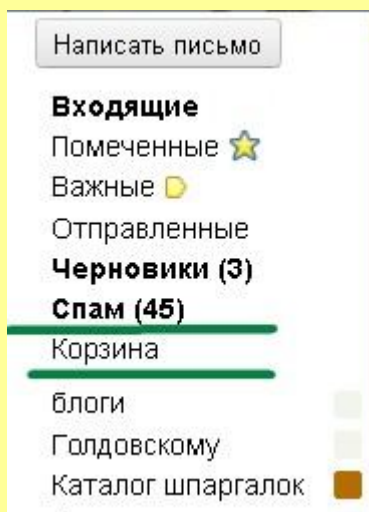 Написать письмо
Входящие
Помеченные
Важные
Отправленные
Черновики (3)
Спам (45)
Корзина
блоги
Голдовскому
Каталог шпаргалок